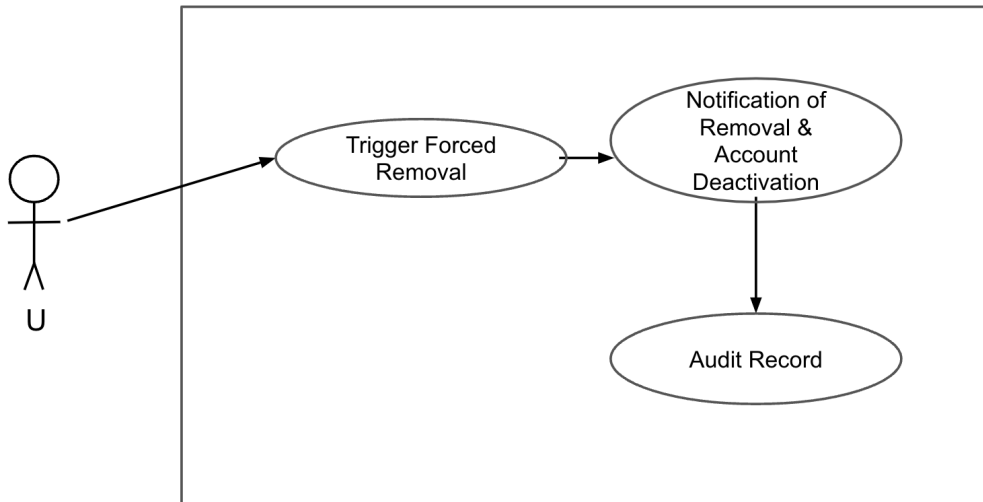 Notification of
Removal &
Account
Deactivation
Trigger Forced
Removal
U
Audit Record